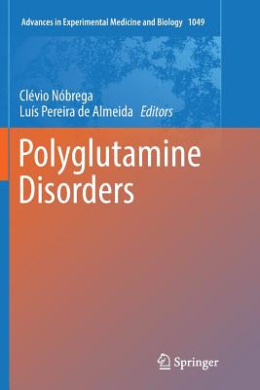 Advances in Experimental Medicine and Biology 1049
Clévio Nóbrega
Luís Pereira de Almeida Editors
Polyglutamine
Disorders
Springer